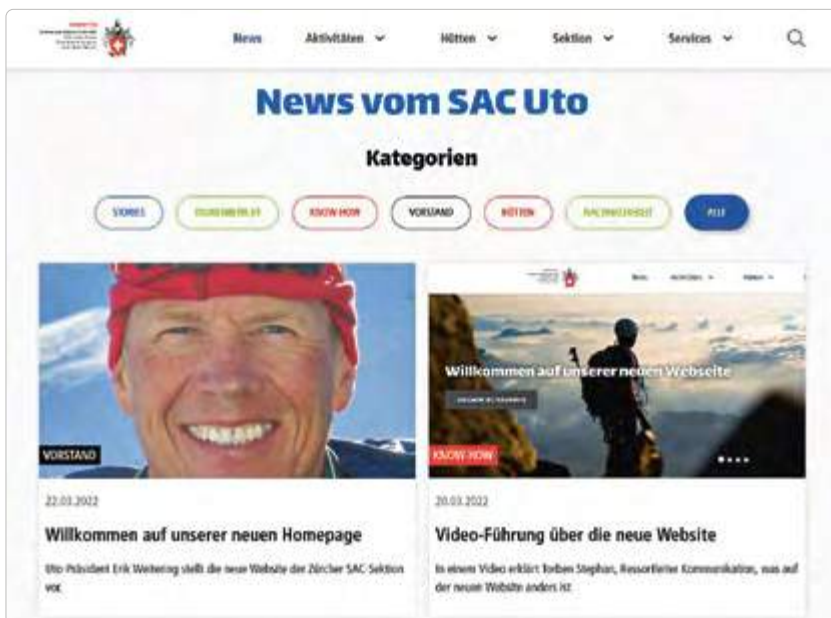 News Aktivitäten Hütten Sektion Services
News vom SAC Uto
Kategorien
STORIES KNOW-HOW VORSTAND HÜTTEN NACHHALTIGKEIT ALLE
Willkommen auf unserer neuen Webseite
VORSTAND KNOW-HOW
22.03.2022
Willkommen auf unserer neuen Homepage
Uto-Präsident Erik Weitering stellt die neue Website der Zürcher SAC-Sektion
vor.
20.03.2022
Video-Führung über die neue Website
In einem Video erklärt Torben Stephan, Ressortleiter Kommunikation, was auf
der neuen Website anders ist